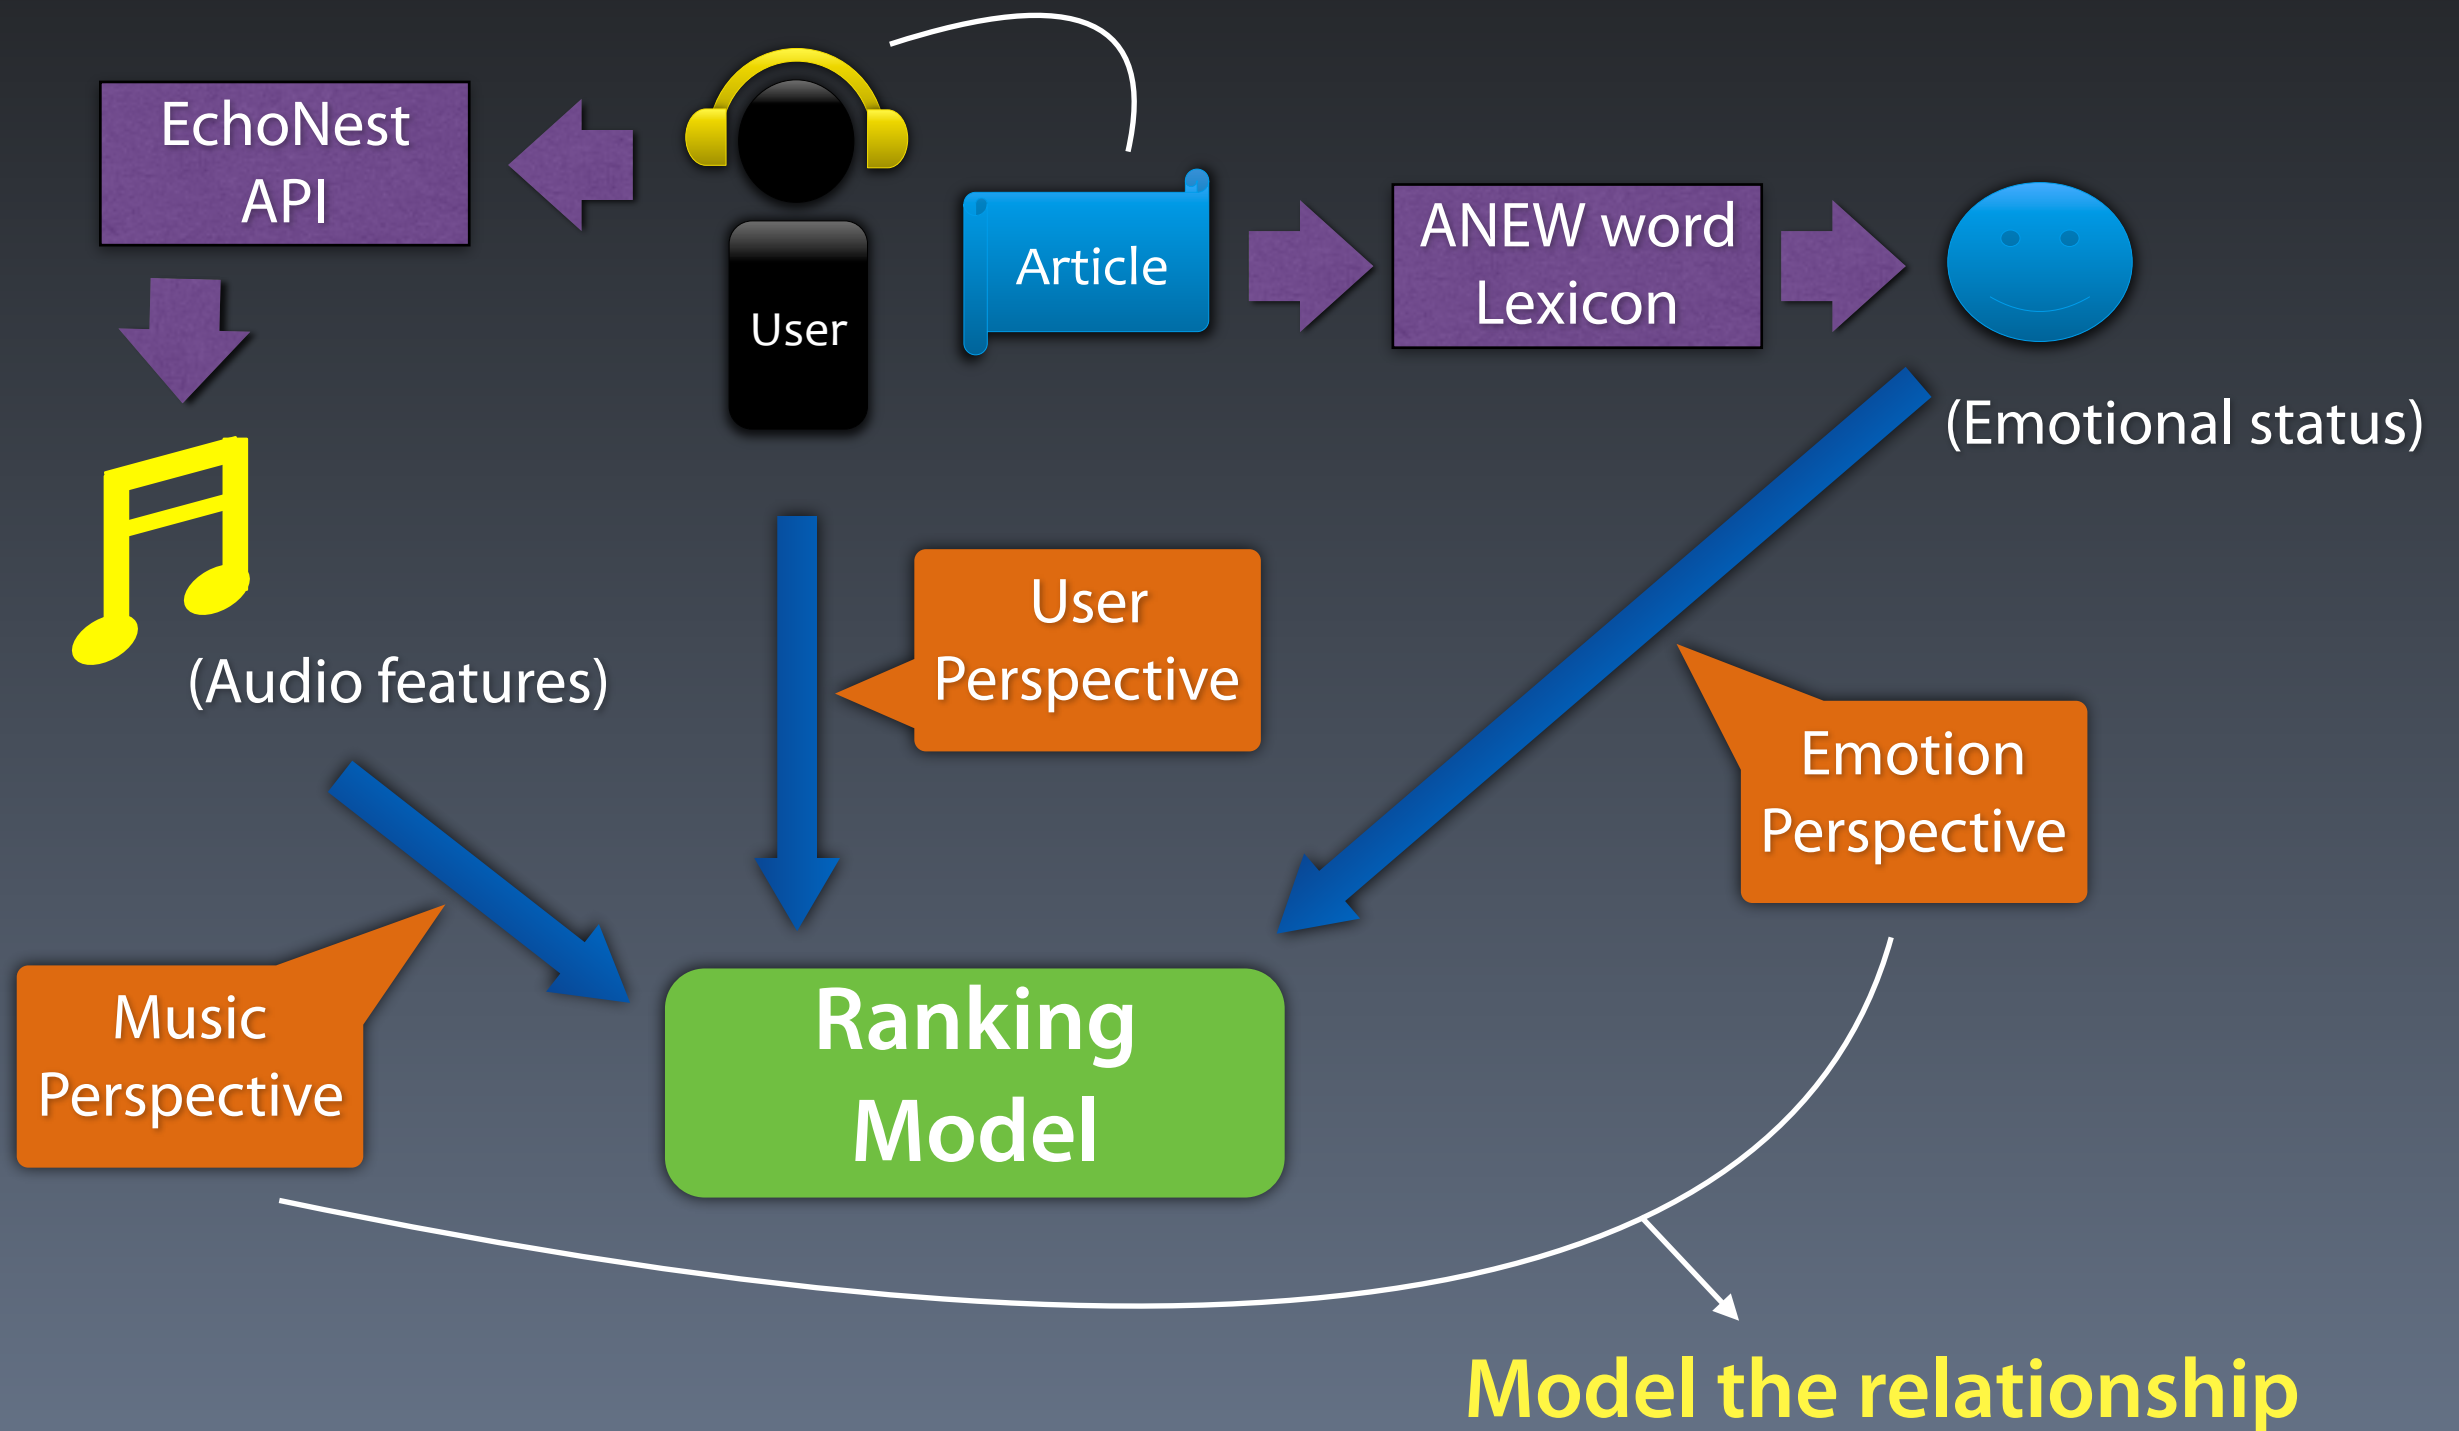 EchoNest
API
User
Article
ANEW word
Lexicon
(Emotional status)
(Audio features)
User
Perspective
Emotion
Perspective
Music
Perspective
Ranking
Model
Model the relationship